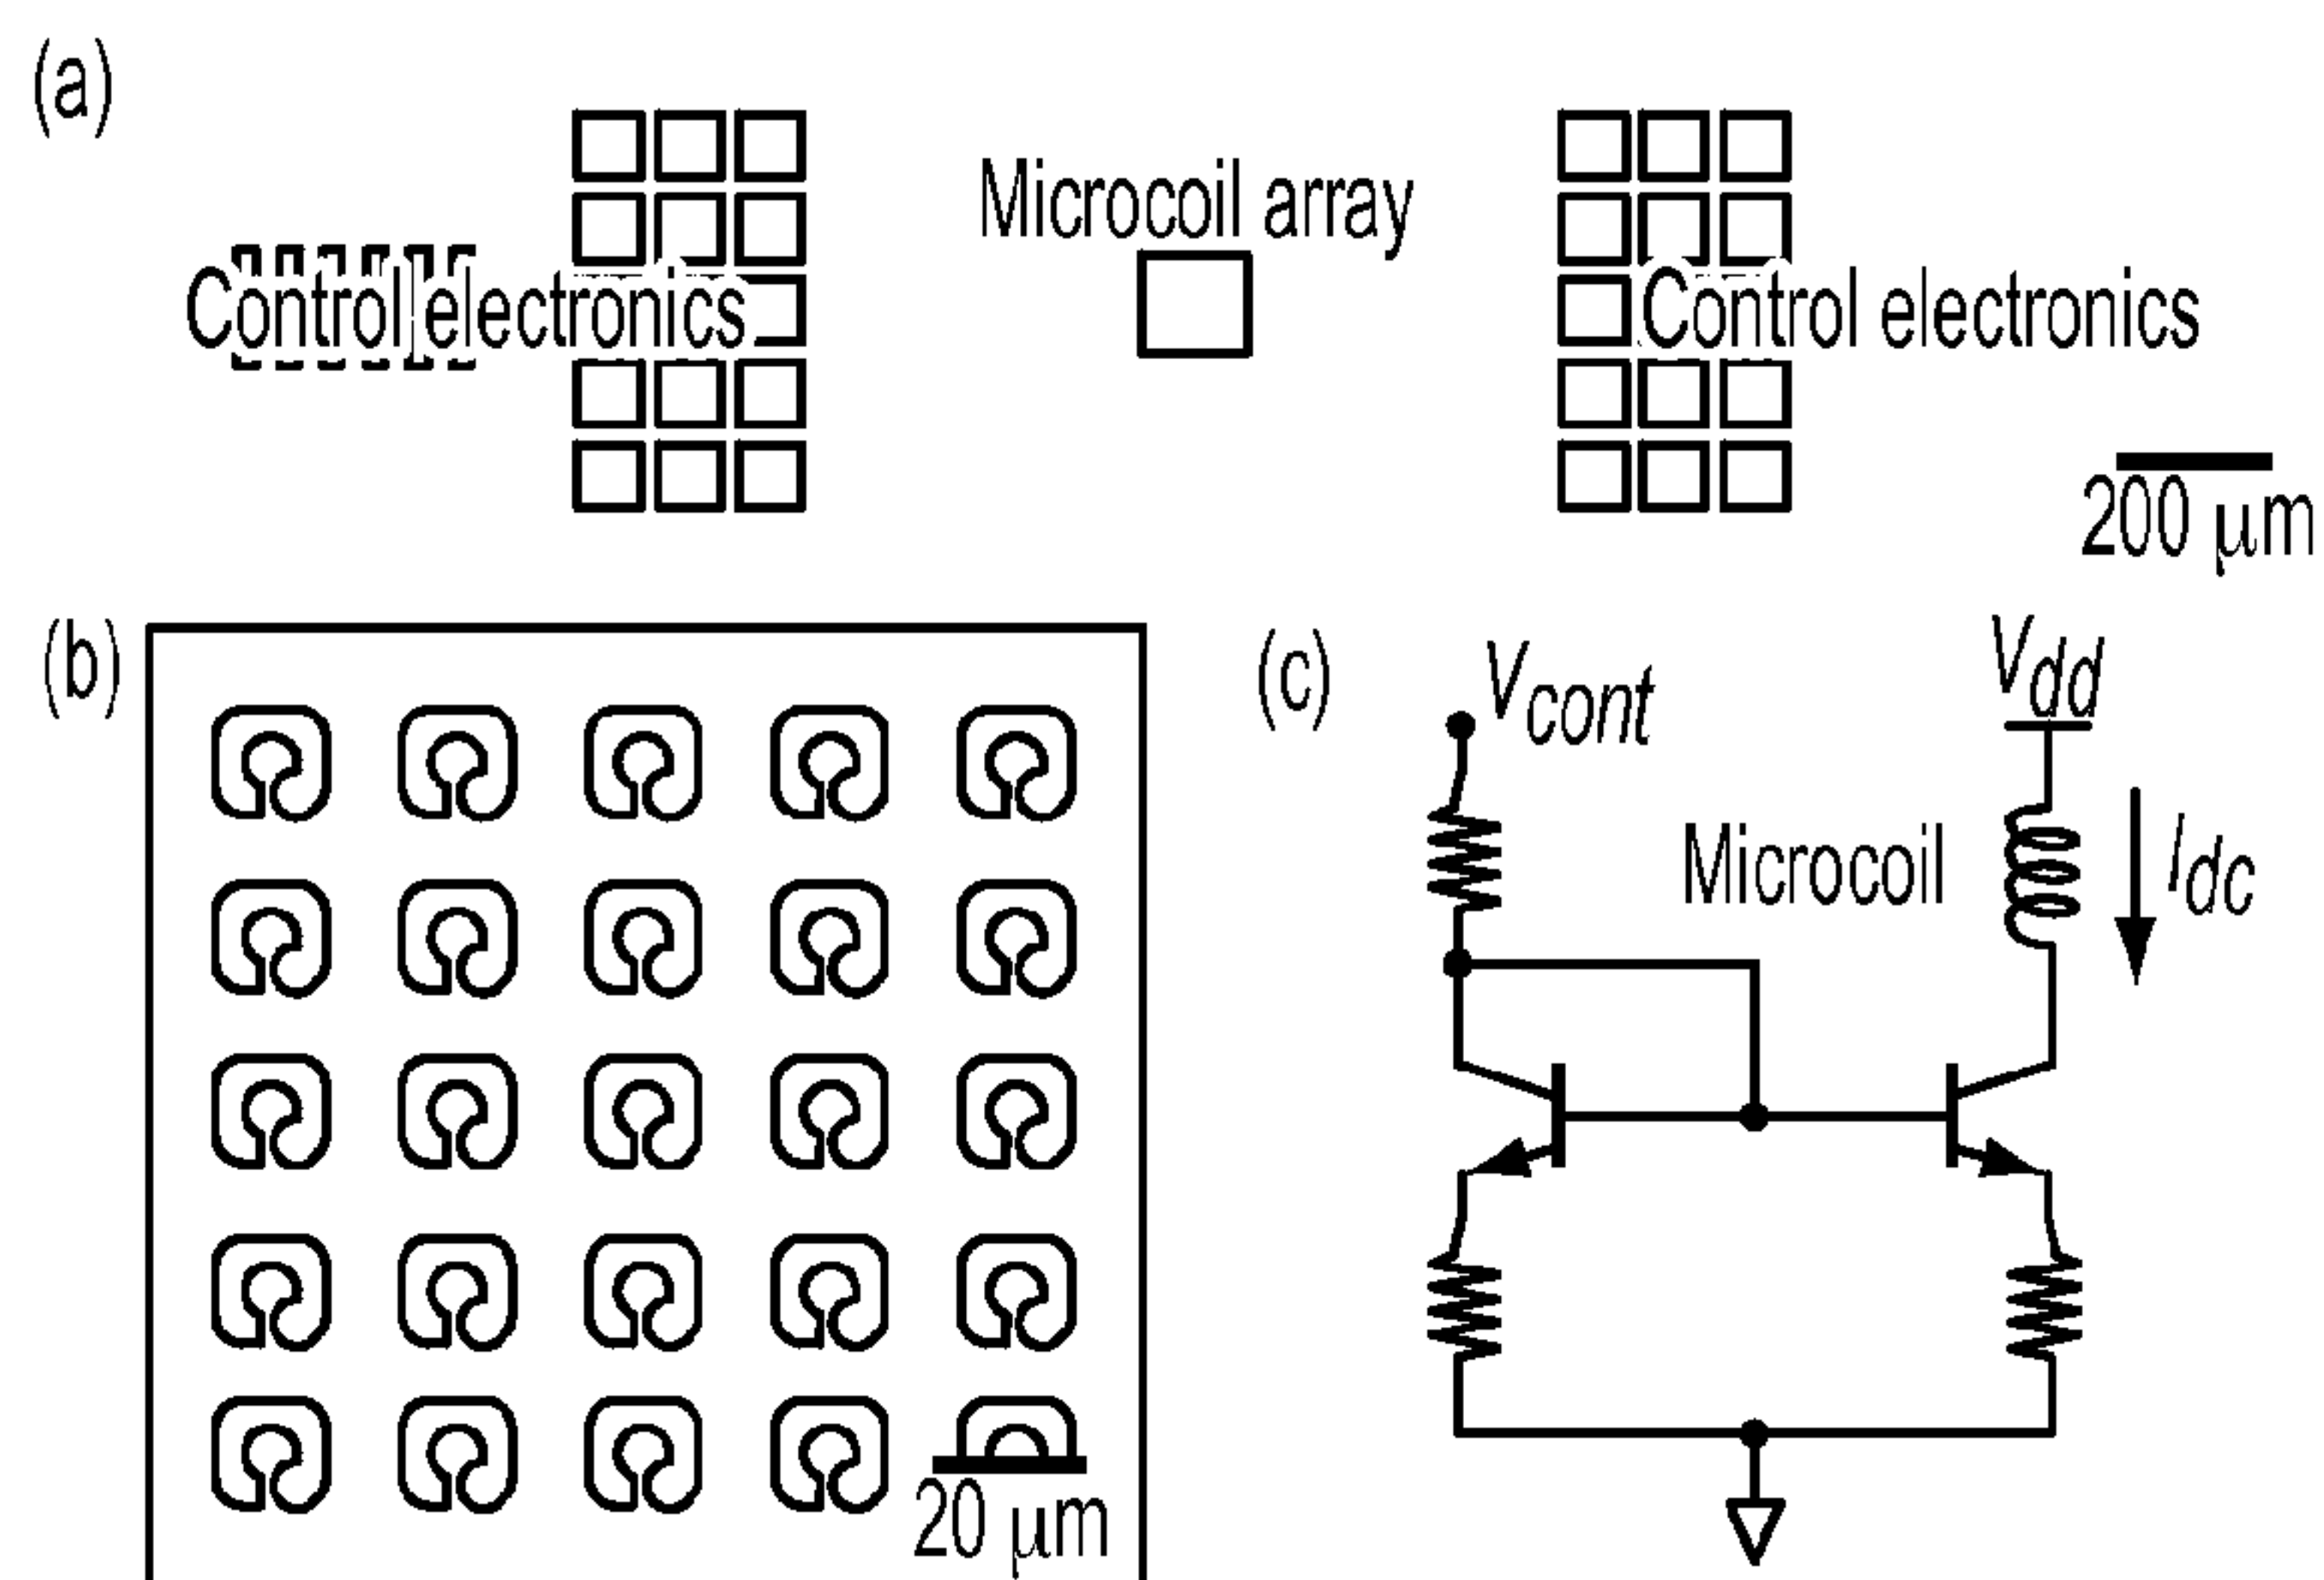 (a)
Microcoil array
Control electronics
Control electronics
200 μm
(b)
20 μm
(c)
Vcont
Vdd
Microcoil
Idc